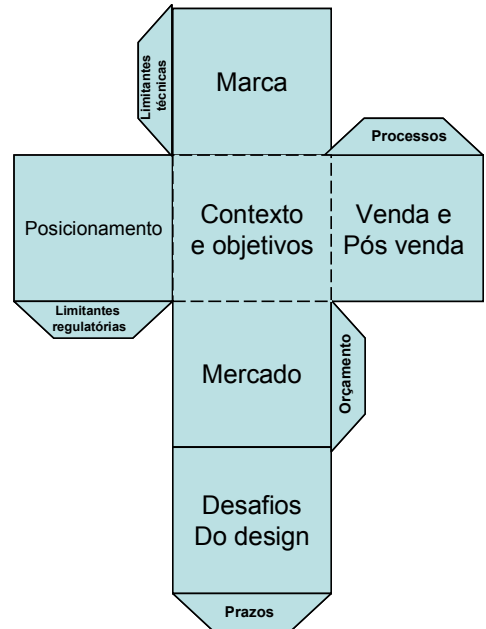 Limitantes
técnicas
Marca
Processos
Posicionamento
Contexto
e objetivos
Venda e
Pós venda
Limitantes
regulatórias
Mercado
Orçamento
Desafios
Do design
Prazos